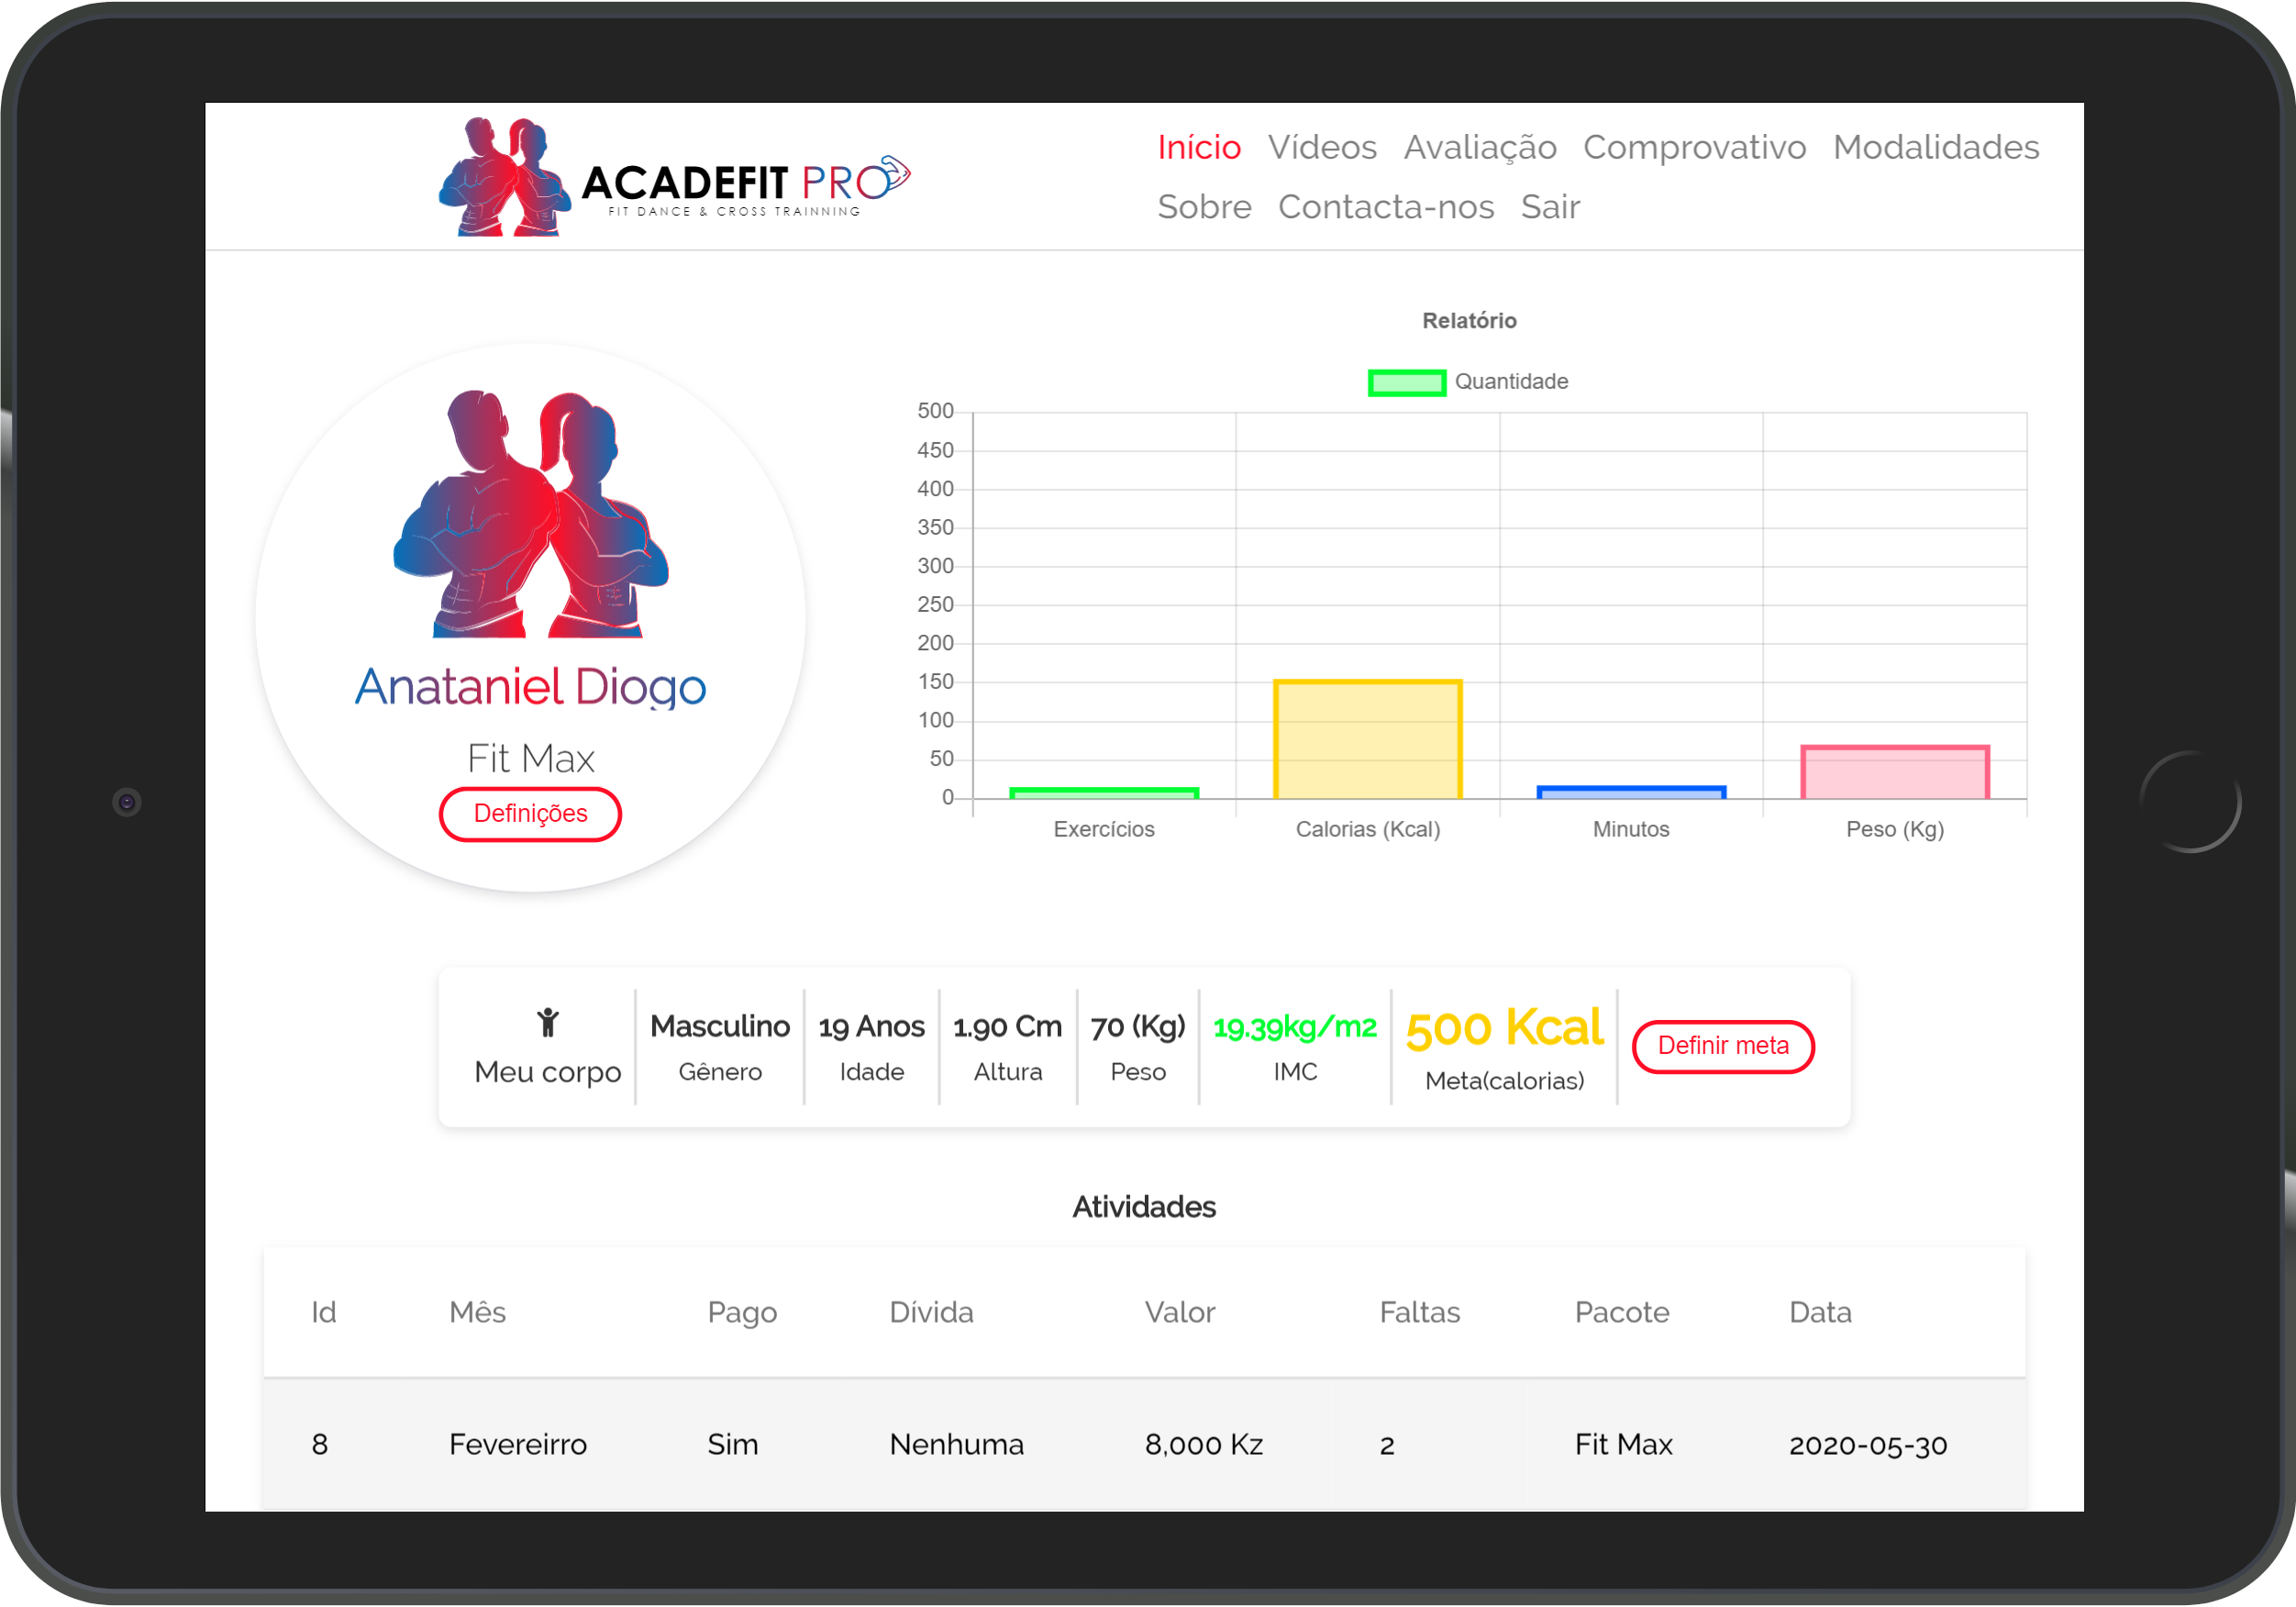 ACADEFIT PRO
FIT DANCE & CROSS TRAINNING
Início Vídeos Avaliação Comprovativo Modalidades
Sobre Contacta-nos Sair
Anataniel Diogo
Fit Max
Definições
Relatório
Quantidade
500
450
400
350
300
250
200
150
100
50
0
Exercícios Calorias (Kcal) Minutos Peso (Kg)
Meu corpo
Masculino
Gênero
19 Anos
Idade
1.90 Cm
Altura
70 (Kg)
Peso
19.39kg/m2
IMC
500 Kcal
Meta(calorias)
Definir meta
Atividades
Id Mês Pago Dívida Valor Faltas Pacote Data
8 Fevereirro Sim Nenhuma 8,000 Kz 2 Fit Max 2020-05-30